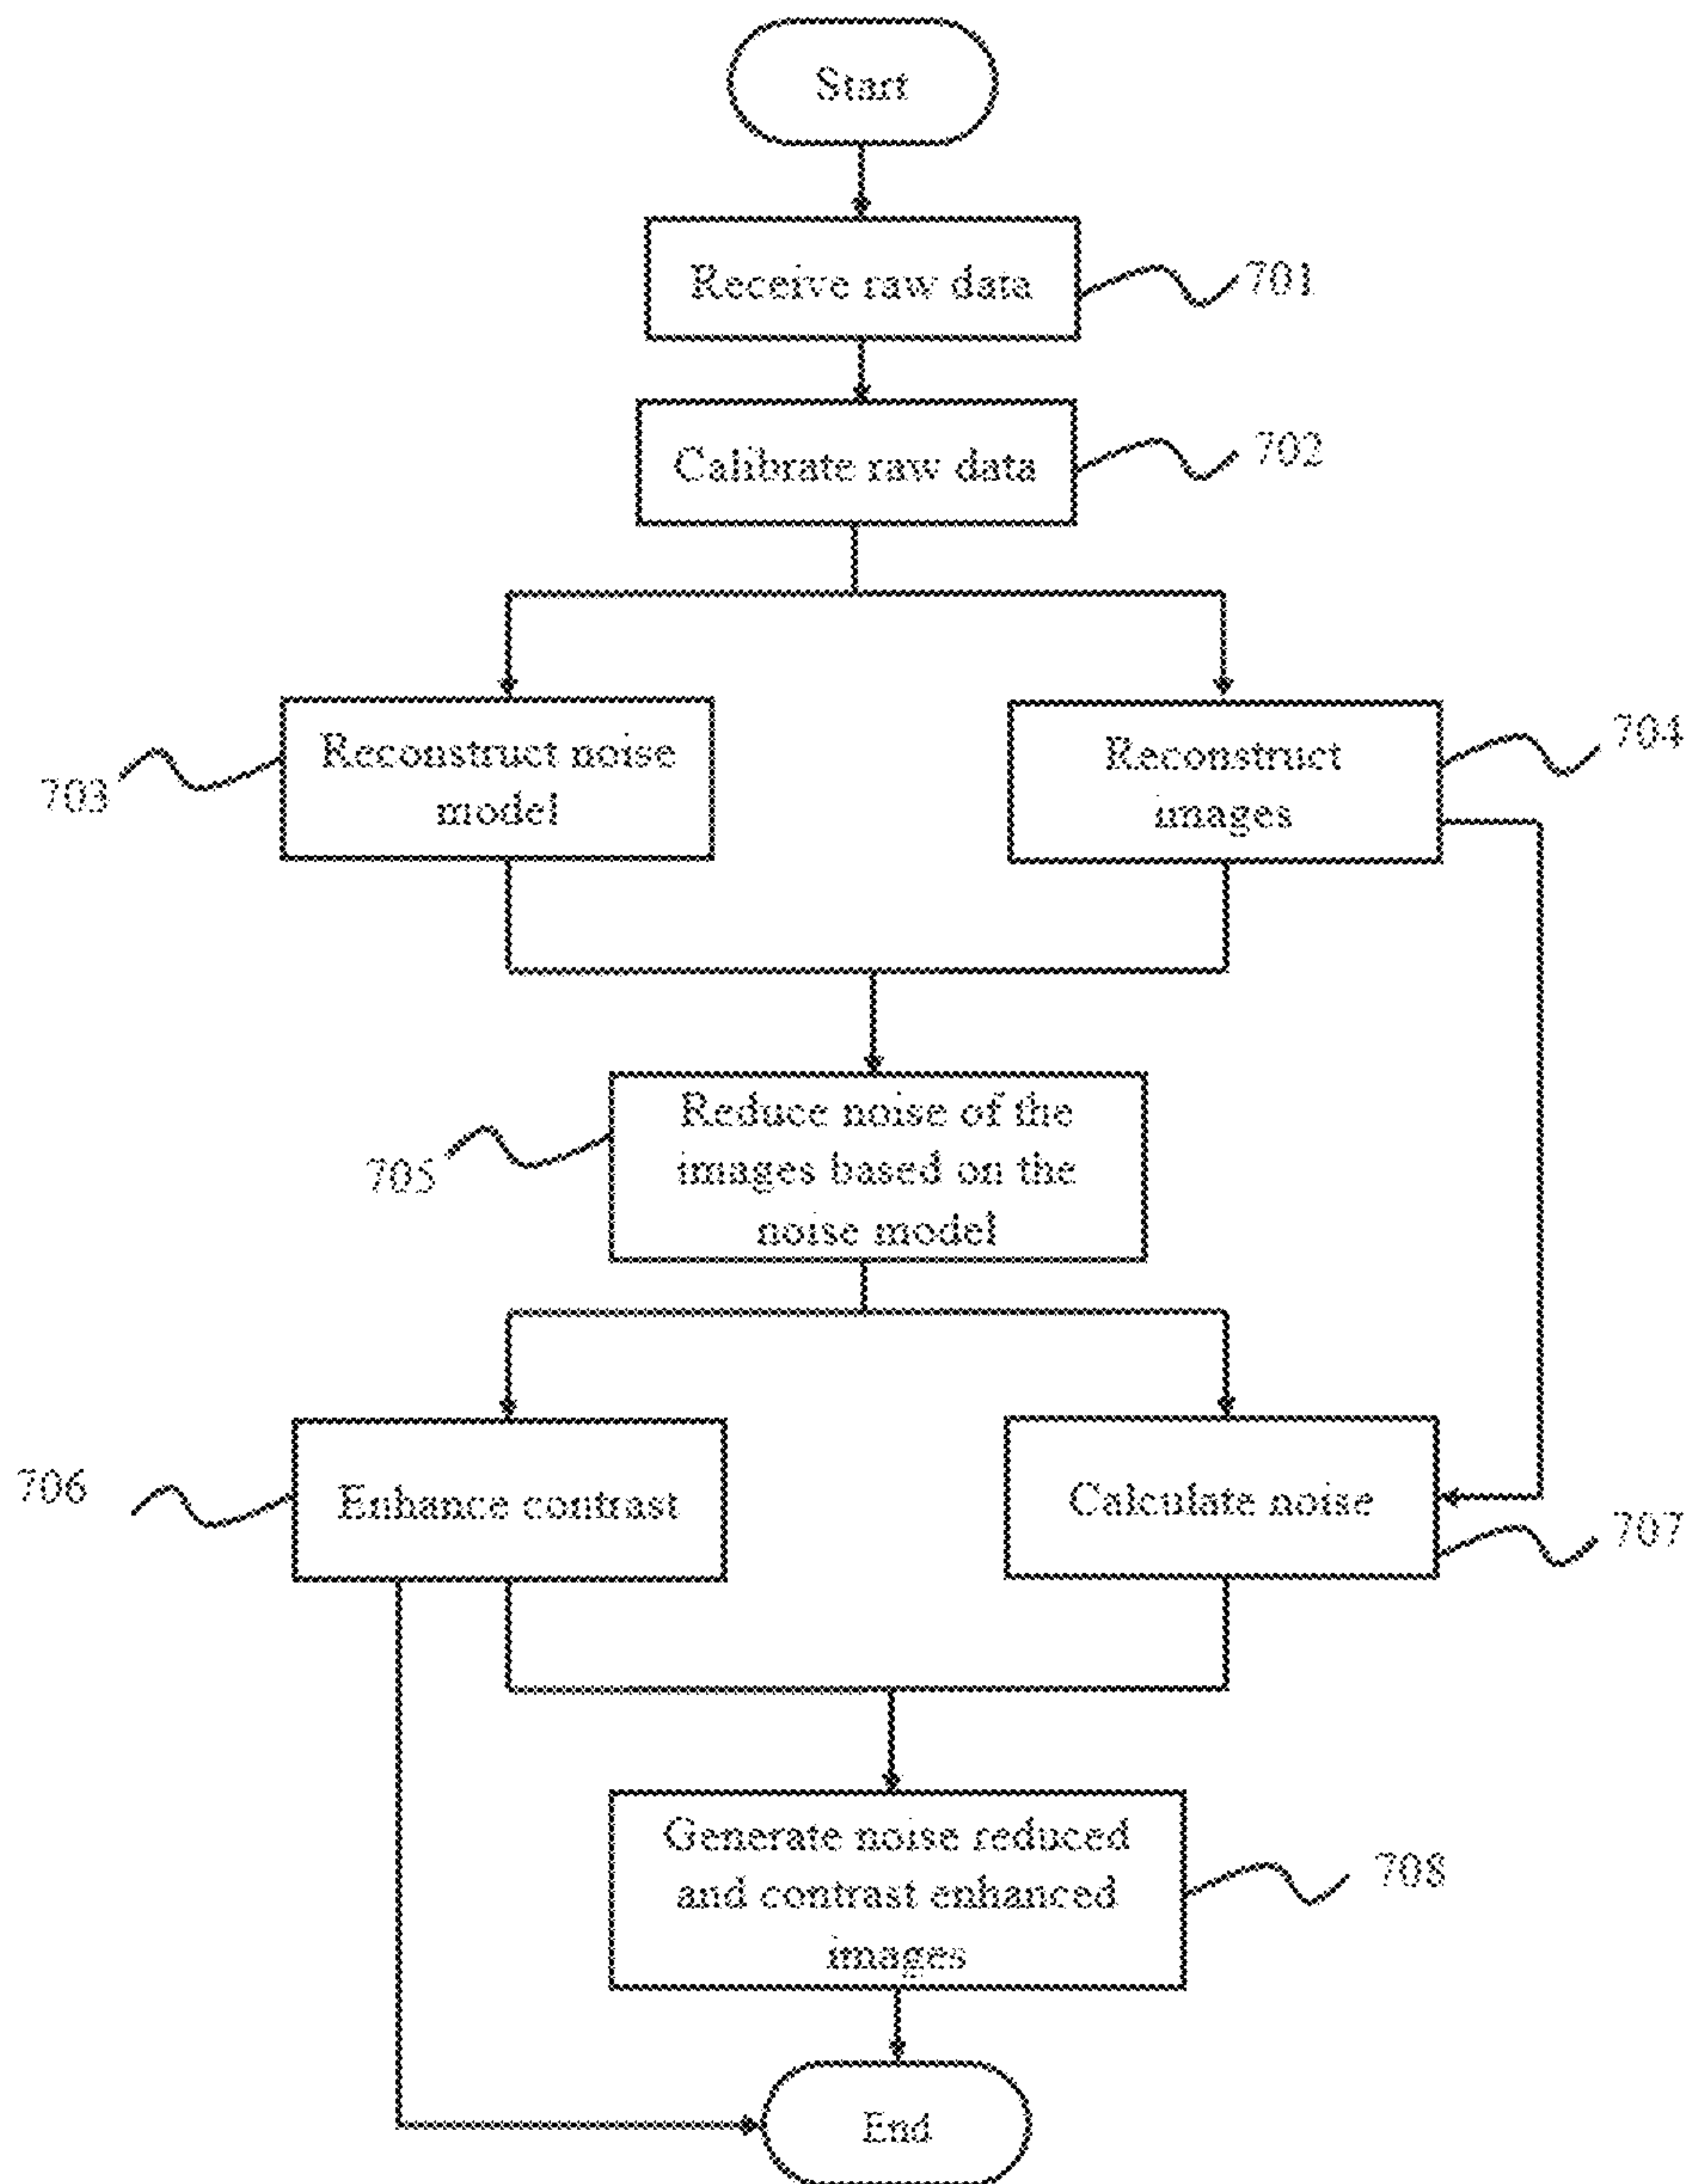 Start
Receive raw data
701
Calibrate raw data
702
703
Reconstruct noise
model
Reconstruct
images
704
705
Reduce noise of the
images based on the
noise model
706
Enhance contrast
Calculate noise
707
Generate noise reduced
and contrast enhanced
images
708
End